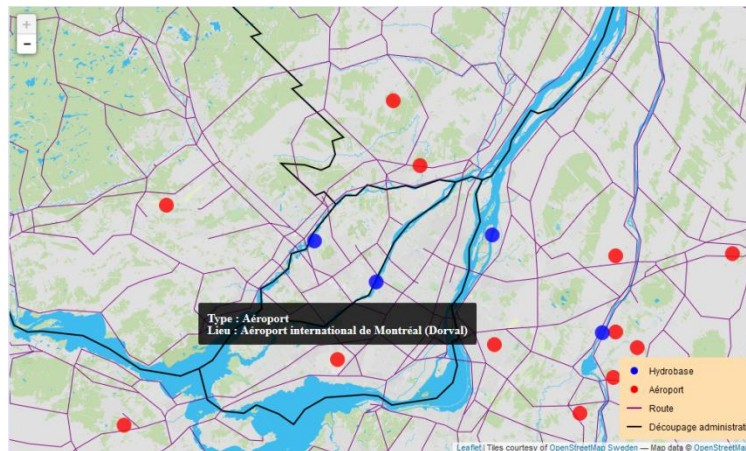 +
−
Type : Aéroport
Lieu : Aéroport international de Montréal (Dorval)
Hydrobase
Aéroport
Route
Découpage administrati
Leaflet | Tiles courtesy of OpenStreetMap Sweden — Map data © OpenStreetMap